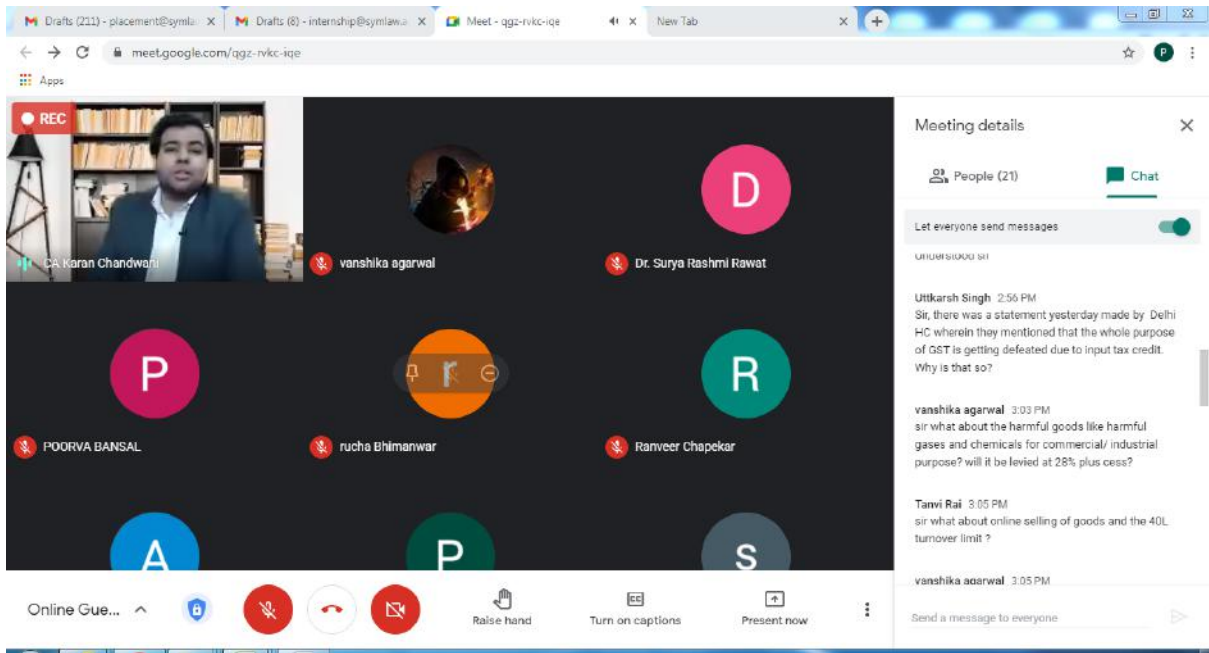 Drafts (211) - placement@symla
Drafts (8) - internship@symlaw.a
Meet - qgz-rvkc-iqe
New Tab
meet.google.com/qgz-rvkc-iqe
P
Apps
REC
CA Karan Chandwani
vanshika agarwal
D
Dr. Surya Rashmi Rawat
P
POORVA BANSAL
r
rucha Bhimanwar
R
Ranveer Chapekar
A
P
S
Meeting details
People (21)
Chat
Let everyone send messages
Understood sir
Uttkarsh Singh 2:56 PM
Sir, there was a statement yesterday made by Delhi
HC wherein they mentioned that the whole purpose
of GST is getting defeated due to input tax credit.
Why is that so?
vanshika agarwal 3:03 PM
sir what about the harmful goods like harmful
gases and chemicals for commercial/ industrial
purpose? will it be levied at 28% plus cess?
Tanvi Rai 3:05 PM
sir what about online selling of goods and the 40L
turnover limit ?
vanshika agarwal 3:05 PM
Send a message to everyone
Online Gue...
Raise hand
CC
Turn on captions
Present now